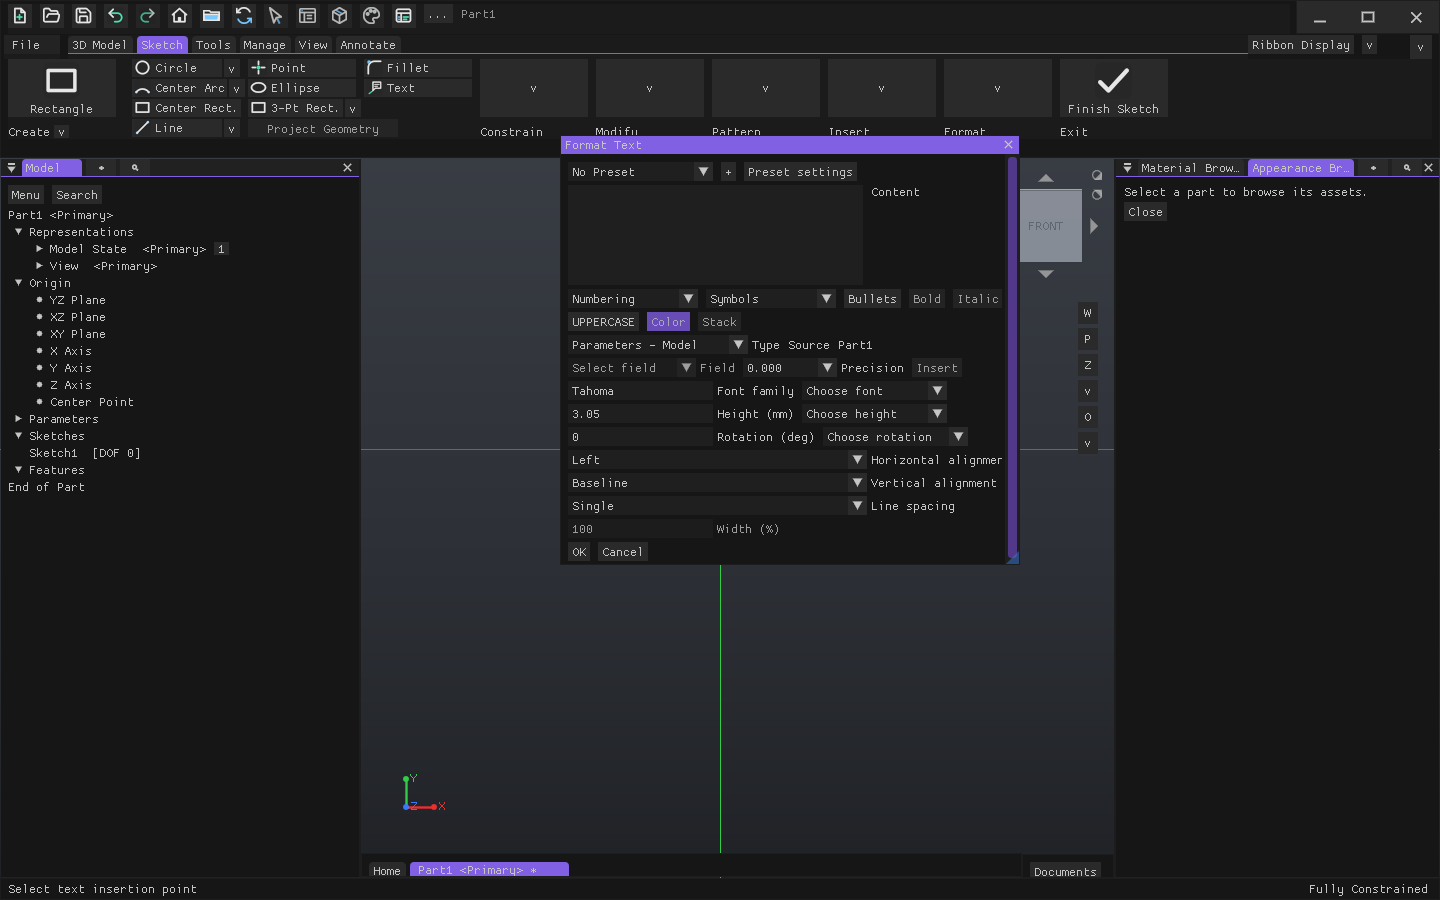 ... Part1
File 3D Model Sketch Tools Manage View Annotate Ribbon Display v v
Circle v Point Fillet
Center Arc v Ellipse Text
Rectangle Center Rect. 3-Pt Rect. v
Line v Project Geometry
v v v v v
Finish Sketch
Create v Constrain Modify Pattern Insert Format Exit
Format Text
Model
Menu Search
Part1 <Primary>
Representations
Model State <Primary> 1
View <Primary>
Origin
YZ Plane
XZ Plane
XY Plane
X Axis
Y Axis
Z Axis
Center Point
Parameters
Sketches
Sketch1 [DOF 0]
Features
End of Part
No Preset + Preset settings
Content
Numbering Symbols Bullets Bold Italic
UPPERCASE Color Stack
Parameters - Model Type Source Part1
Select field Field 0.000 Precision Insert
Tahoma Font family Choose font
3.05 Height (mm) Choose height
0 Rotation (deg) Choose rotation
Left Horizontal alignmer
Baseline Vertical alignment
Single Line spacing
100 Width (%)
OK Cancel
FRONT
W
P
Z
v
O
v
Material Brow… Appearance Br…
Select a part to browse its assets.
Close
Y
Z X
Home Part1 <Primary> * Documents
Select text insertion point Fully Constrained